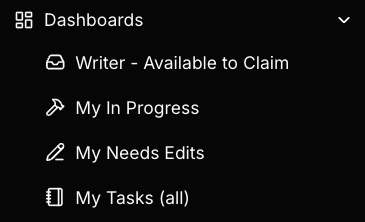 Dashboards
Writer - Available to Claim
My In Progress
My Needs Edits
My Tasks (all)